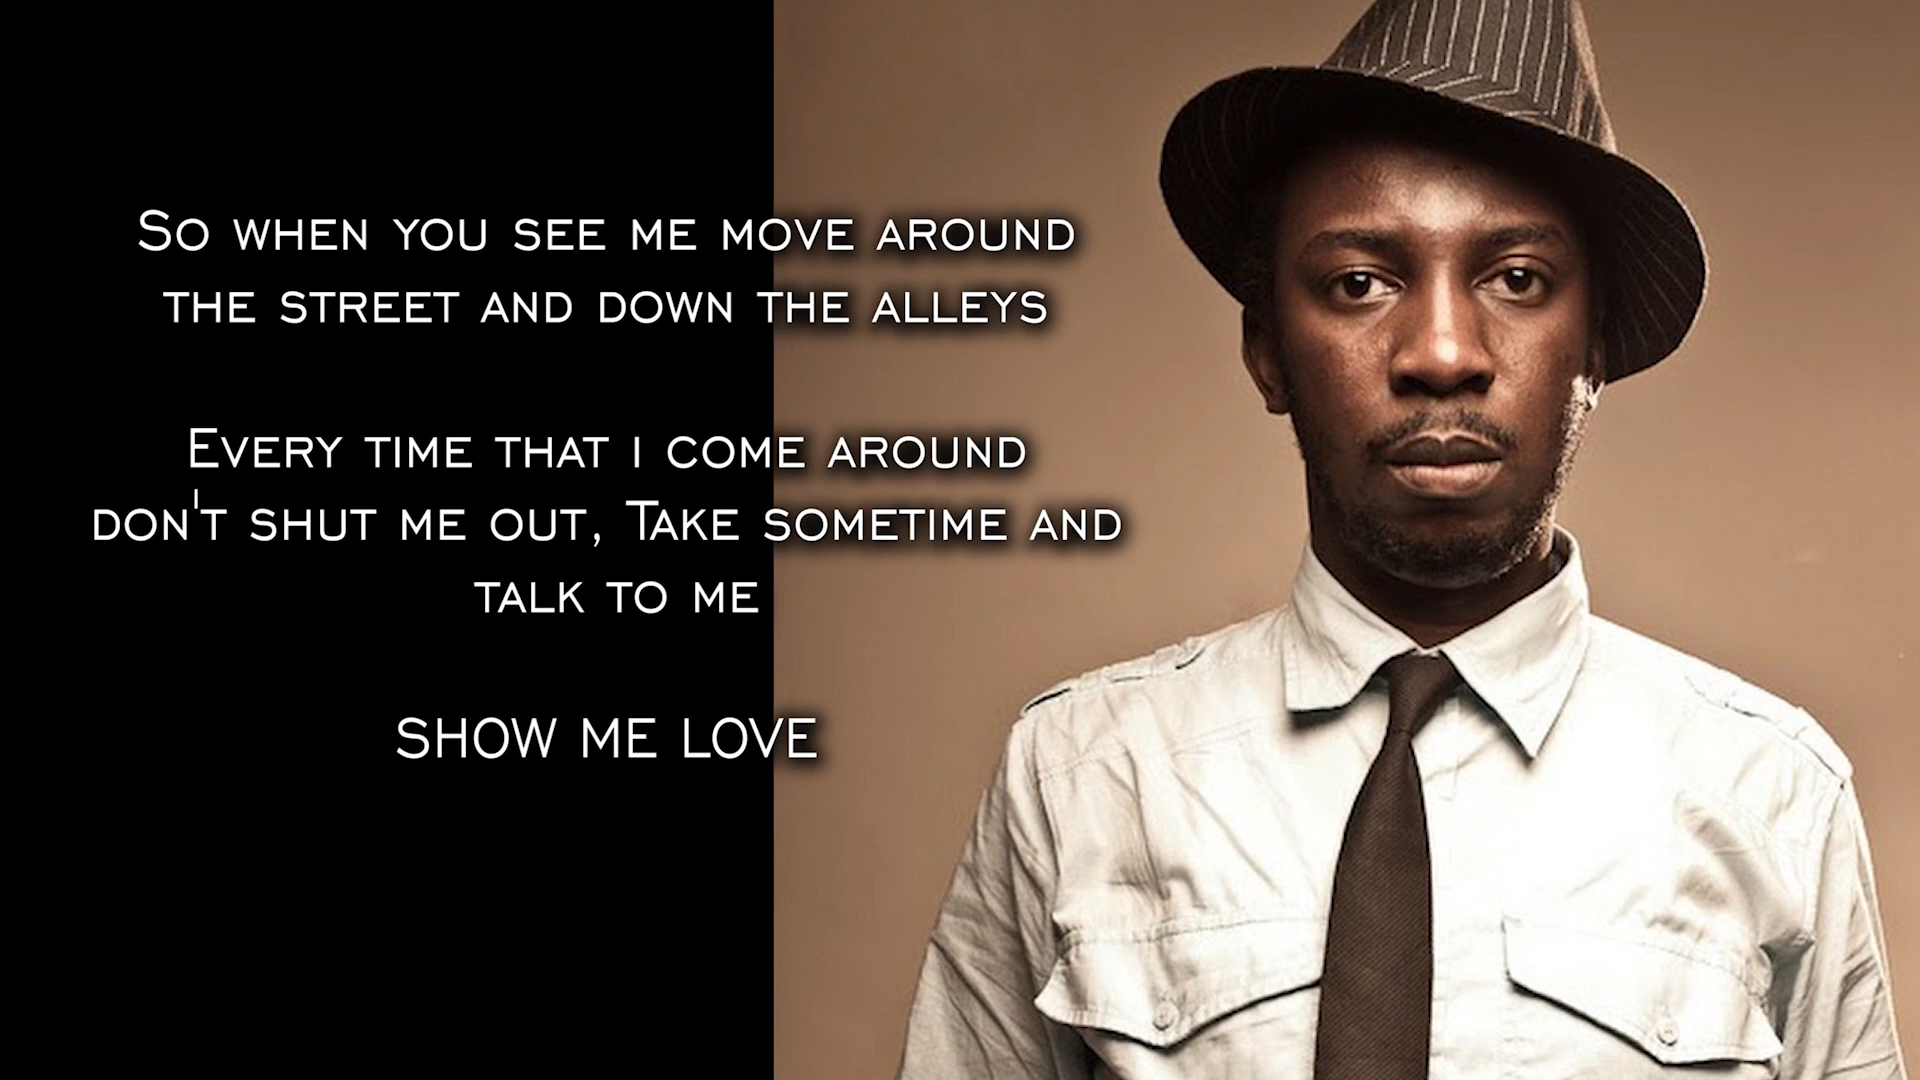 So when you see me move around
the street and down the alleys
Every time that i come around
don't shut me out, Take sometime and
talk to me
SHOW ME LOVE